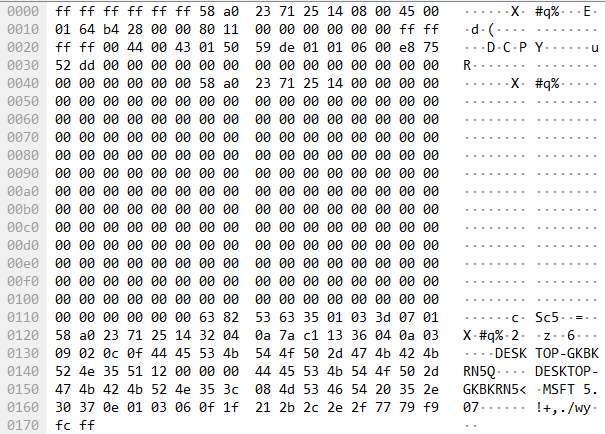 0000 ff ff ff ff ff ff 58 a0 23 71 25 14 08 00 45 00 ······X· #q%···E·
0010 01 64 b4 28 00 00 80 11 00 00 00 00 00 00 ff ff ·d·(···· ········
0020 ff ff 00 44 00 43 01 50 59 de 01 01 06 00 e8 75 ···D·C·P Y······u
0030 52 dd 00 00 00 00 00 00 00 00 00 00 00 00 00 00 R······· ········
0040 00 00 00 00 00 00 58 a0 23 71 25 14 00 00 00 00 ······X· #q%·····
0050 00 00 00 00 00 00 00 00 00 00 00 00 00 00 00 00 ········ ········
0060 00 00 00 00 00 00 00 00 00 00 00 00 00 00 00 00 ········ ········
0070 00 00 00 00 00 00 00 00 00 00 00 00 00 00 00 00 ········ ········
0080 00 00 00 00 00 00 00 00 00 00 00 00 00 00 00 00 ········ ········
0090 00 00 00 00 00 00 00 00 00 00 00 00 00 00 00 00 ········ ········
00a0 00 00 00 00 00 00 00 00 00 00 00 00 00 00 00 00 ········ ········
00b0 00 00 00 00 00 00 00 00 00 00 00 00 00 00 00 00 ········ ········
00c0 00 00 00 00 00 00 00 00 00 00 00 00 00 00 00 00 ········ ········
00d0 00 00 00 00 00 00 00 00 00 00 00 00 00 00 00 00 ········ ········
00e0 00 00 00 00 00 00 00 00 00 00 00 00 00 00 00 00 ········ ········
00f0 00 00 00 00 00 00 00 00 00 00 00 00 00 00 00 00 ········ ········
0100 00 00 00 00 00 00 00 00 00 00 00 00 00 00 00 00 ········ ········
0110 00 00 00 00 00 00 63 82 53 63 35 01 03 3d 07 01 ······c· Sc5··=··
0120 58 a0 23 71 25 14 32 04 0a 7a c1 13 36 04 0a 03 X·#q%·2· ·z··6···
0130 09 02 0c 0f 44 45 53 4b 54 4f 50 2d 47 4b 42 4b ····DESK TOP-GKBK
0140 52 4e 35 51 12 00 00 00 44 45 53 4b 54 4f 50 2d RN5Q···· DESKTOP-
0150 47 4b 42 4b 52 4e 35 3c 08 4d 53 46 54 20 35 2e GKBKRN5< ·MSFT 5.
0160 30 37 0e 01 03 06 0f 1f 21 2b 2c 2e 2f 77 79 f9 07······ !+,./wy·
0170 fc ff ··